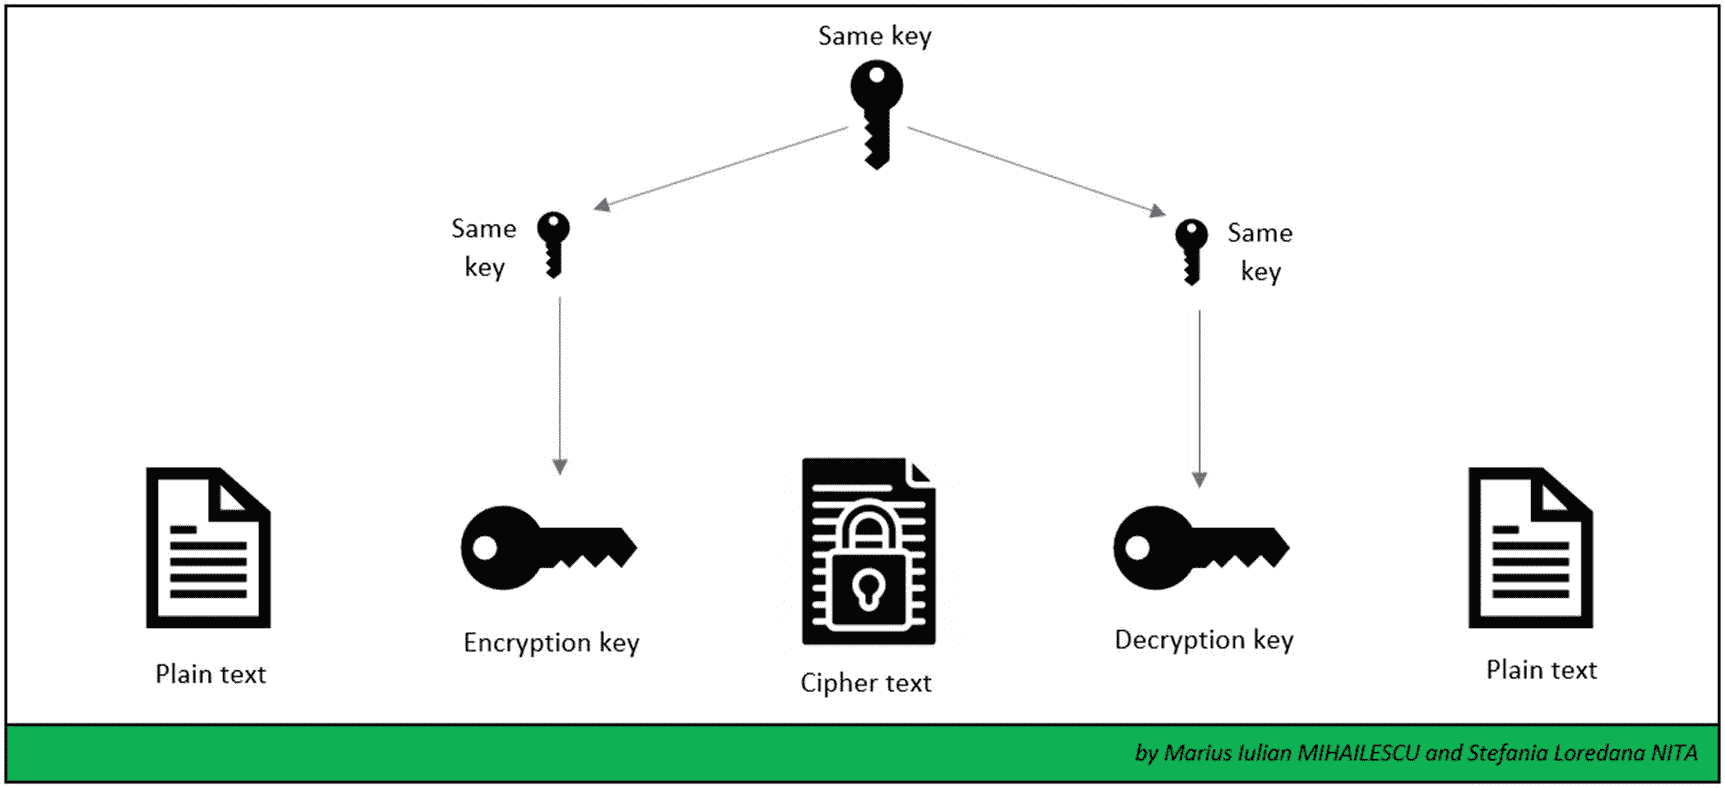 Same key
Same
key
Same
key
Plain text
Encryption key
Cipher text
Decryption key
Plain text
by Marius Iulian MIHAILESCU and Stefania Loredana NITA